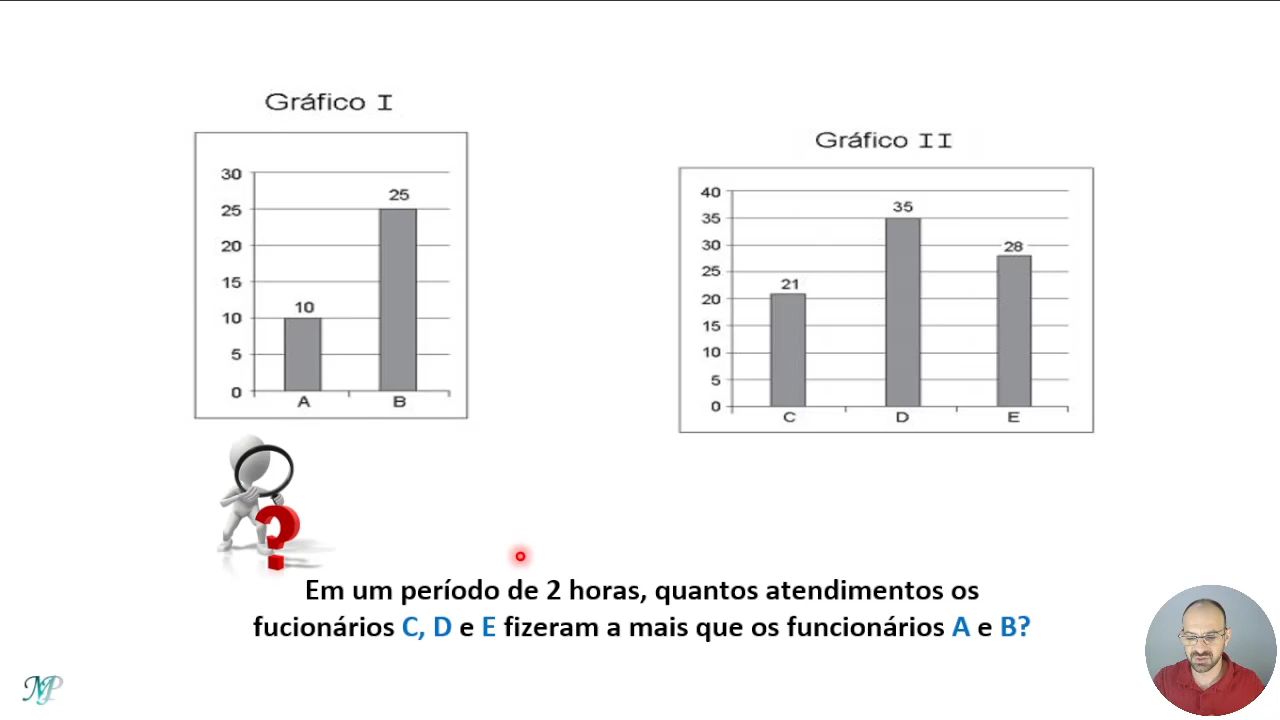 Gráfico I
30
25
20
15
10
5
0
10
25
A
B
Gráfico II
40
35
30
25
20
15
10
5
0
21
35
28
C
D
E
?
Em um período de 2 horas, quantos atendimentos os
fucionários C, D e E fizeram a mais que os funcionários A e B?
MP